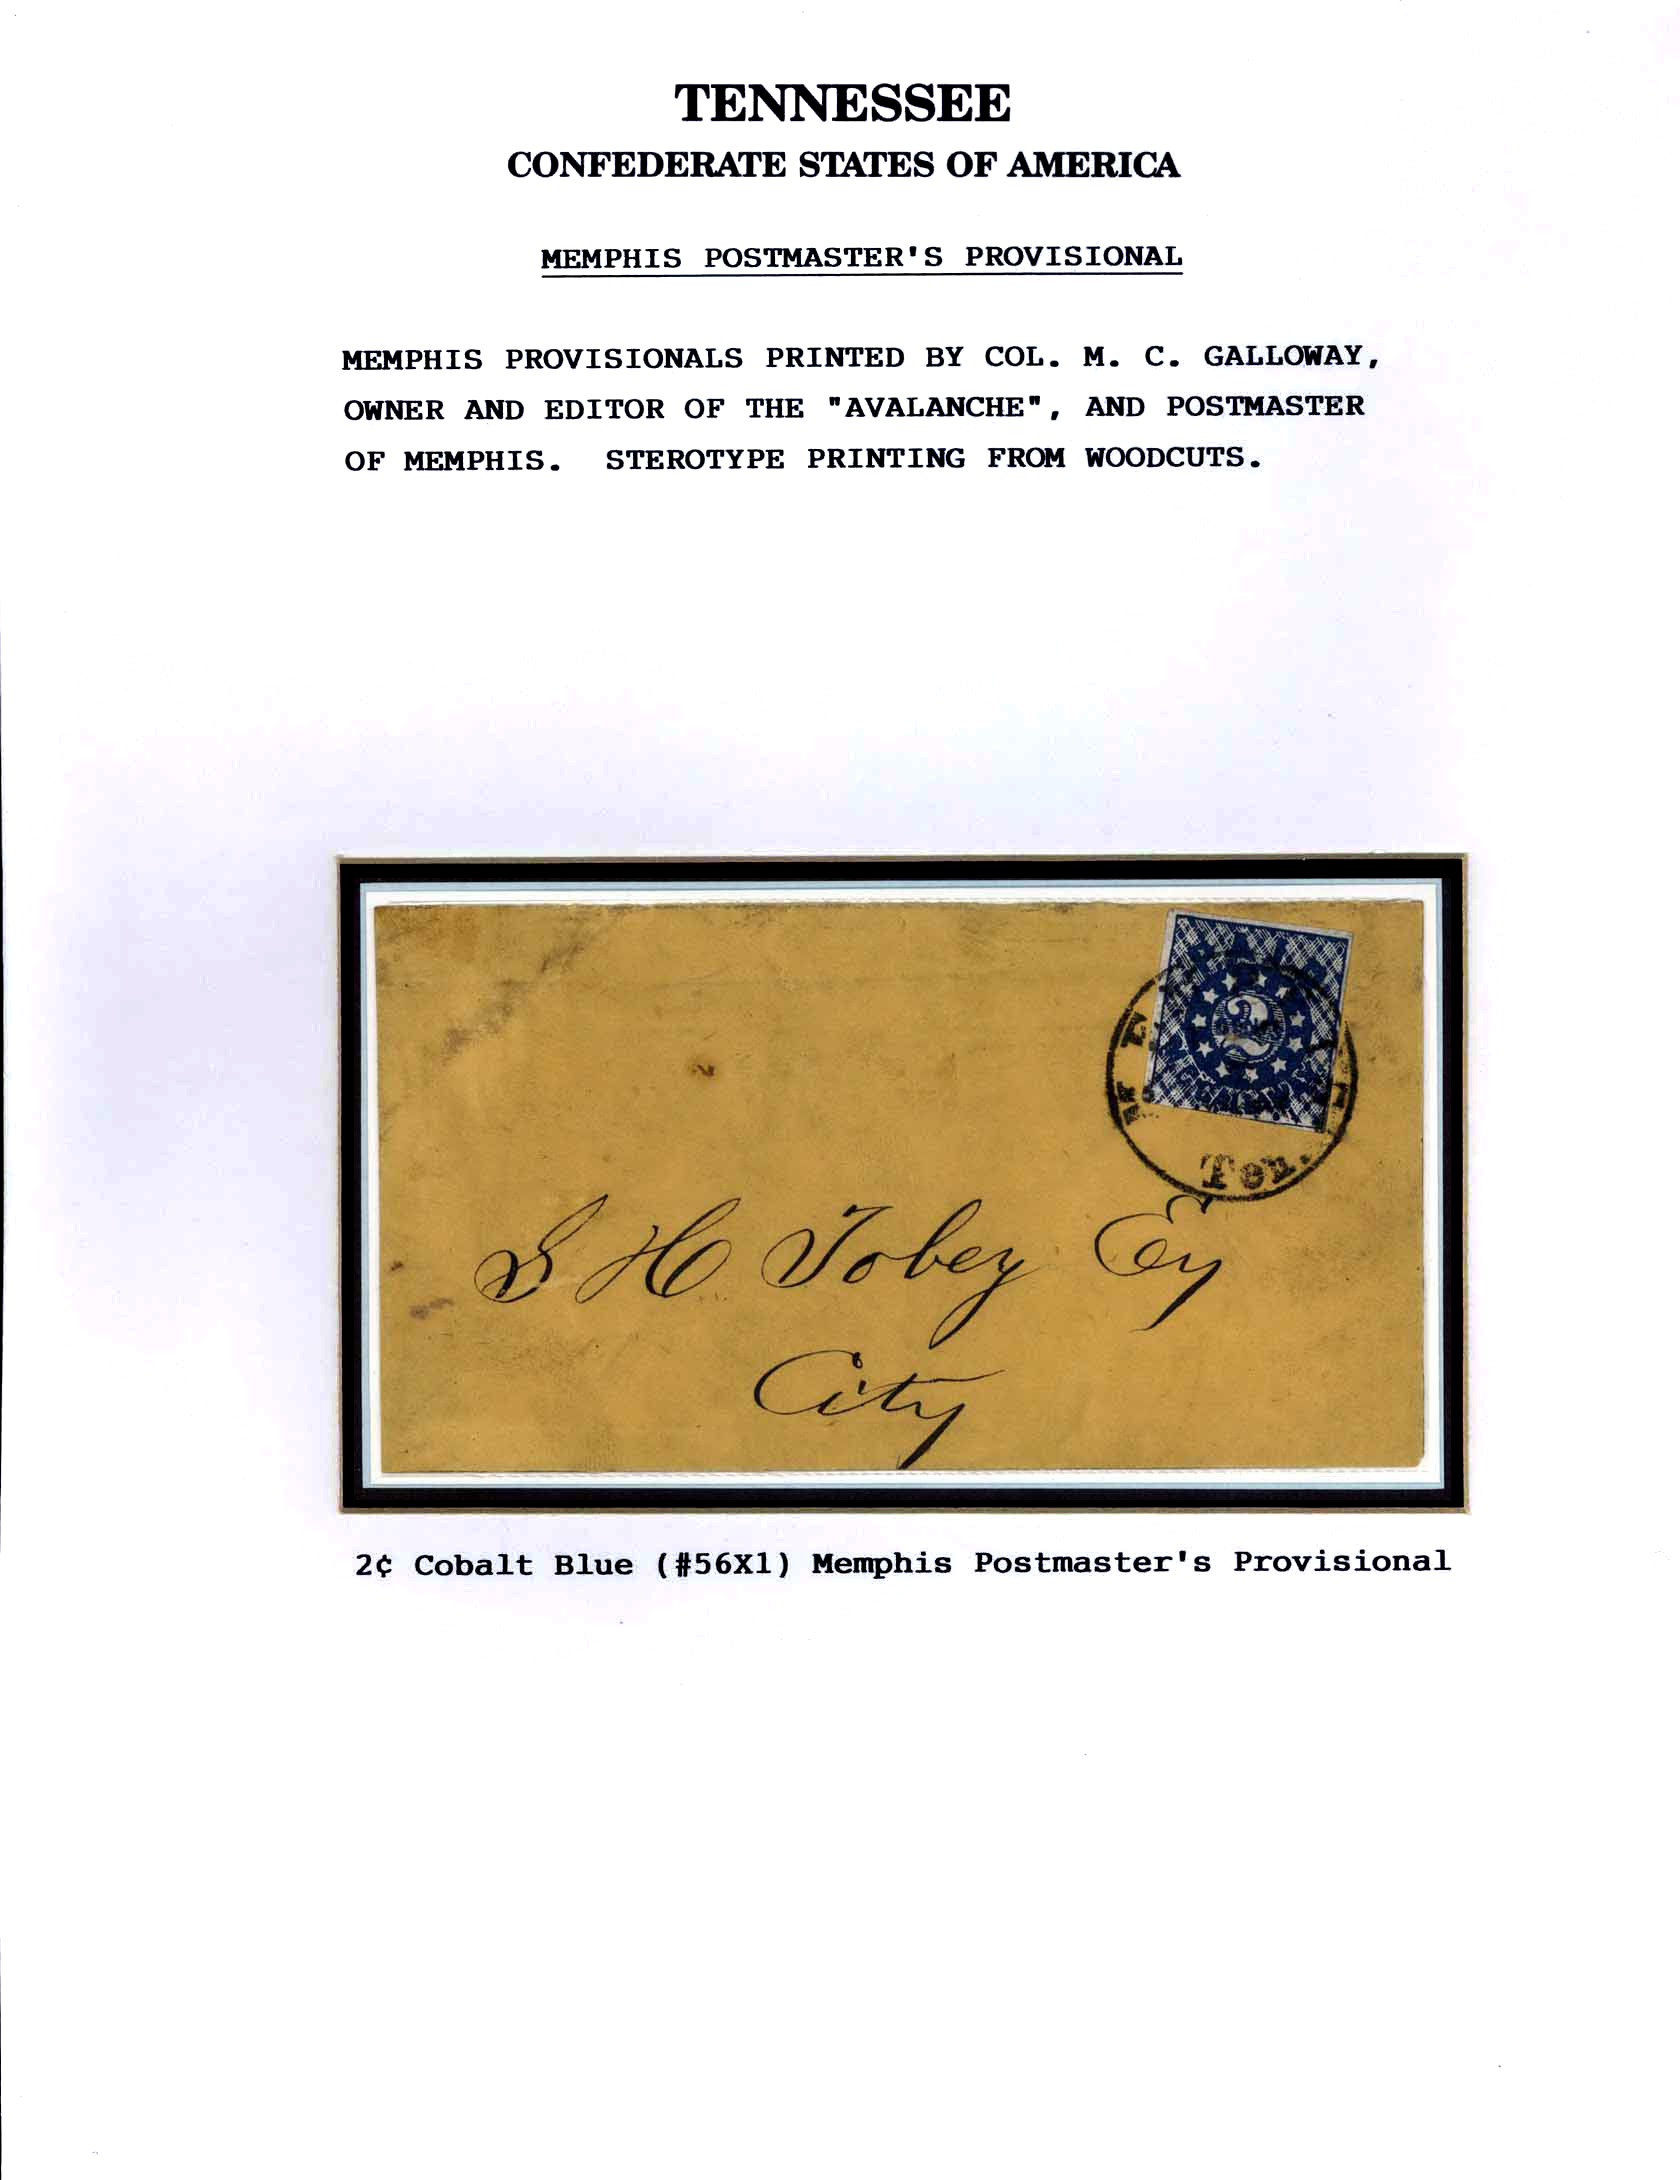 TENNESSEE
CONFEDERATE STATES OF AMERICA
MEMPHIS POSTMASTER'S PROVISIONAL
MEMPHIS PROVISIONALS PRINTED BY COL. M. C. GALLOWAY,
OWNER AND EDITOR OF THE "AVALANCHE", AND POSTMASTER
OF MEMPHIS. STEROTYPE PRINTING FROM WOODCUTS.
2
Ten.
S H Tobey
City
2¢ Cobalt Blue (#56X1) Memphis Postmaster's Provisional